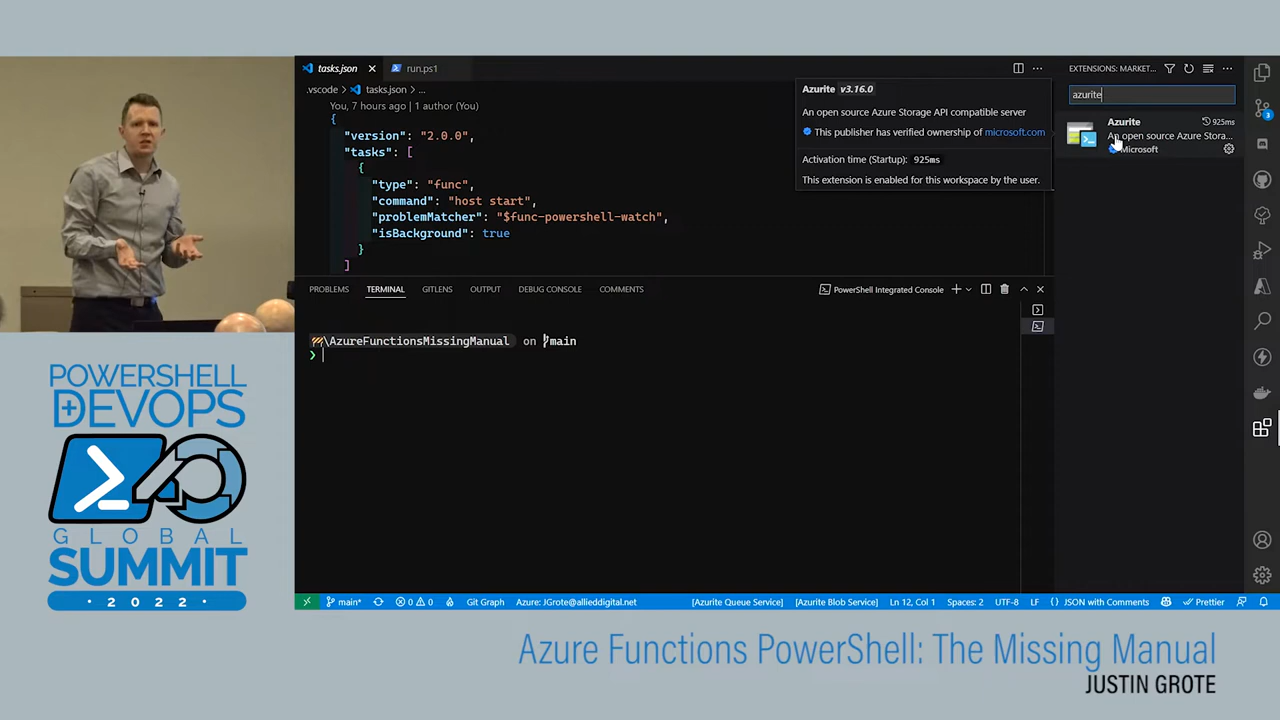 tasks.json
run.ps1
.vscode > tasks.json > ...
You, 7 hours ago | 1 author (You)
{
"version": "2.0.0",
"tasks": [
{
"type": "func",
"command": "host start",
"problemMatcher": "$func-powershell-watch",
"isBackground": true
}
]
Azurite v3.16.0
An open source Azure Storage API compatible server
This publisher has verified ownership of microsoft.com
Activation time (Startup): 925ms
This extension is enabled for this workspace by the user.
EXTENSIONS: MARKET...
azurite
Azurite 925ms
An open source Azure Stora...
Microsoft
3
PROBLEMS TERMINAL GITLENS OUTPUT DEBUG CONSOLE COMMENTS
PowerShell Integrated Console
\AzureFunctionsMissingManual on main
❯
main* 0 0 Git Graph Azure: JGrote@allieddigital.net [Azurite Queue Service] [Azurite Blob Service] Ln 12, Col 1 Spaces: 2 UTF-8 LF {} JSON with Comments Prettier
POWERSHELL
+ DEVOPS
GLOBAL
SUMMIT
· 2022 ·
Azure Functions PowerShell: The Missing Manual
JUSTIN GROTE